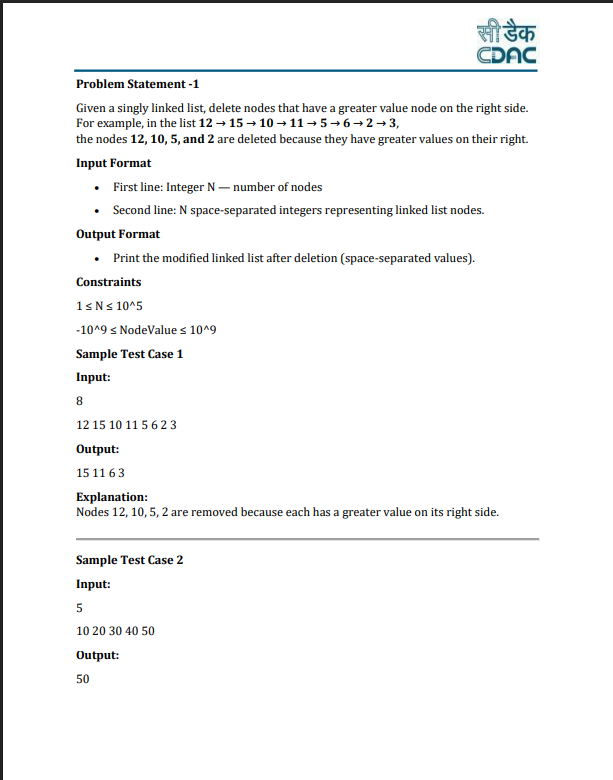 सी डैक
CDAC
Problem Statement -1
Given a singly linked list, delete nodes that have a greater value node on the right side.
For example, in the list 12 → 15 → 10 → 11 → 5 → 6 → 2 → 3,
the nodes 12, 10, 5, and 2 are deleted because they have greater values on their right.
Input Format
• First line: Integer N — number of nodes
• Second line: N space-separated integers representing linked list nodes.
Output Format
• Print the modified linked list after deletion (space-separated values).
Constraints
1 ≤ N ≤ 10^5
-10^9 ≤ NodeValue ≤ 10^9
Sample Test Case 1
Input:
8
12 15 10 11 5 6 2 3
Output:
15 11 6 3
Explanation:
Nodes 12, 10, 5, 2 are removed because each has a greater value on its right side.
Sample Test Case 2
Input:
5
10 20 30 40 50
Output:
50